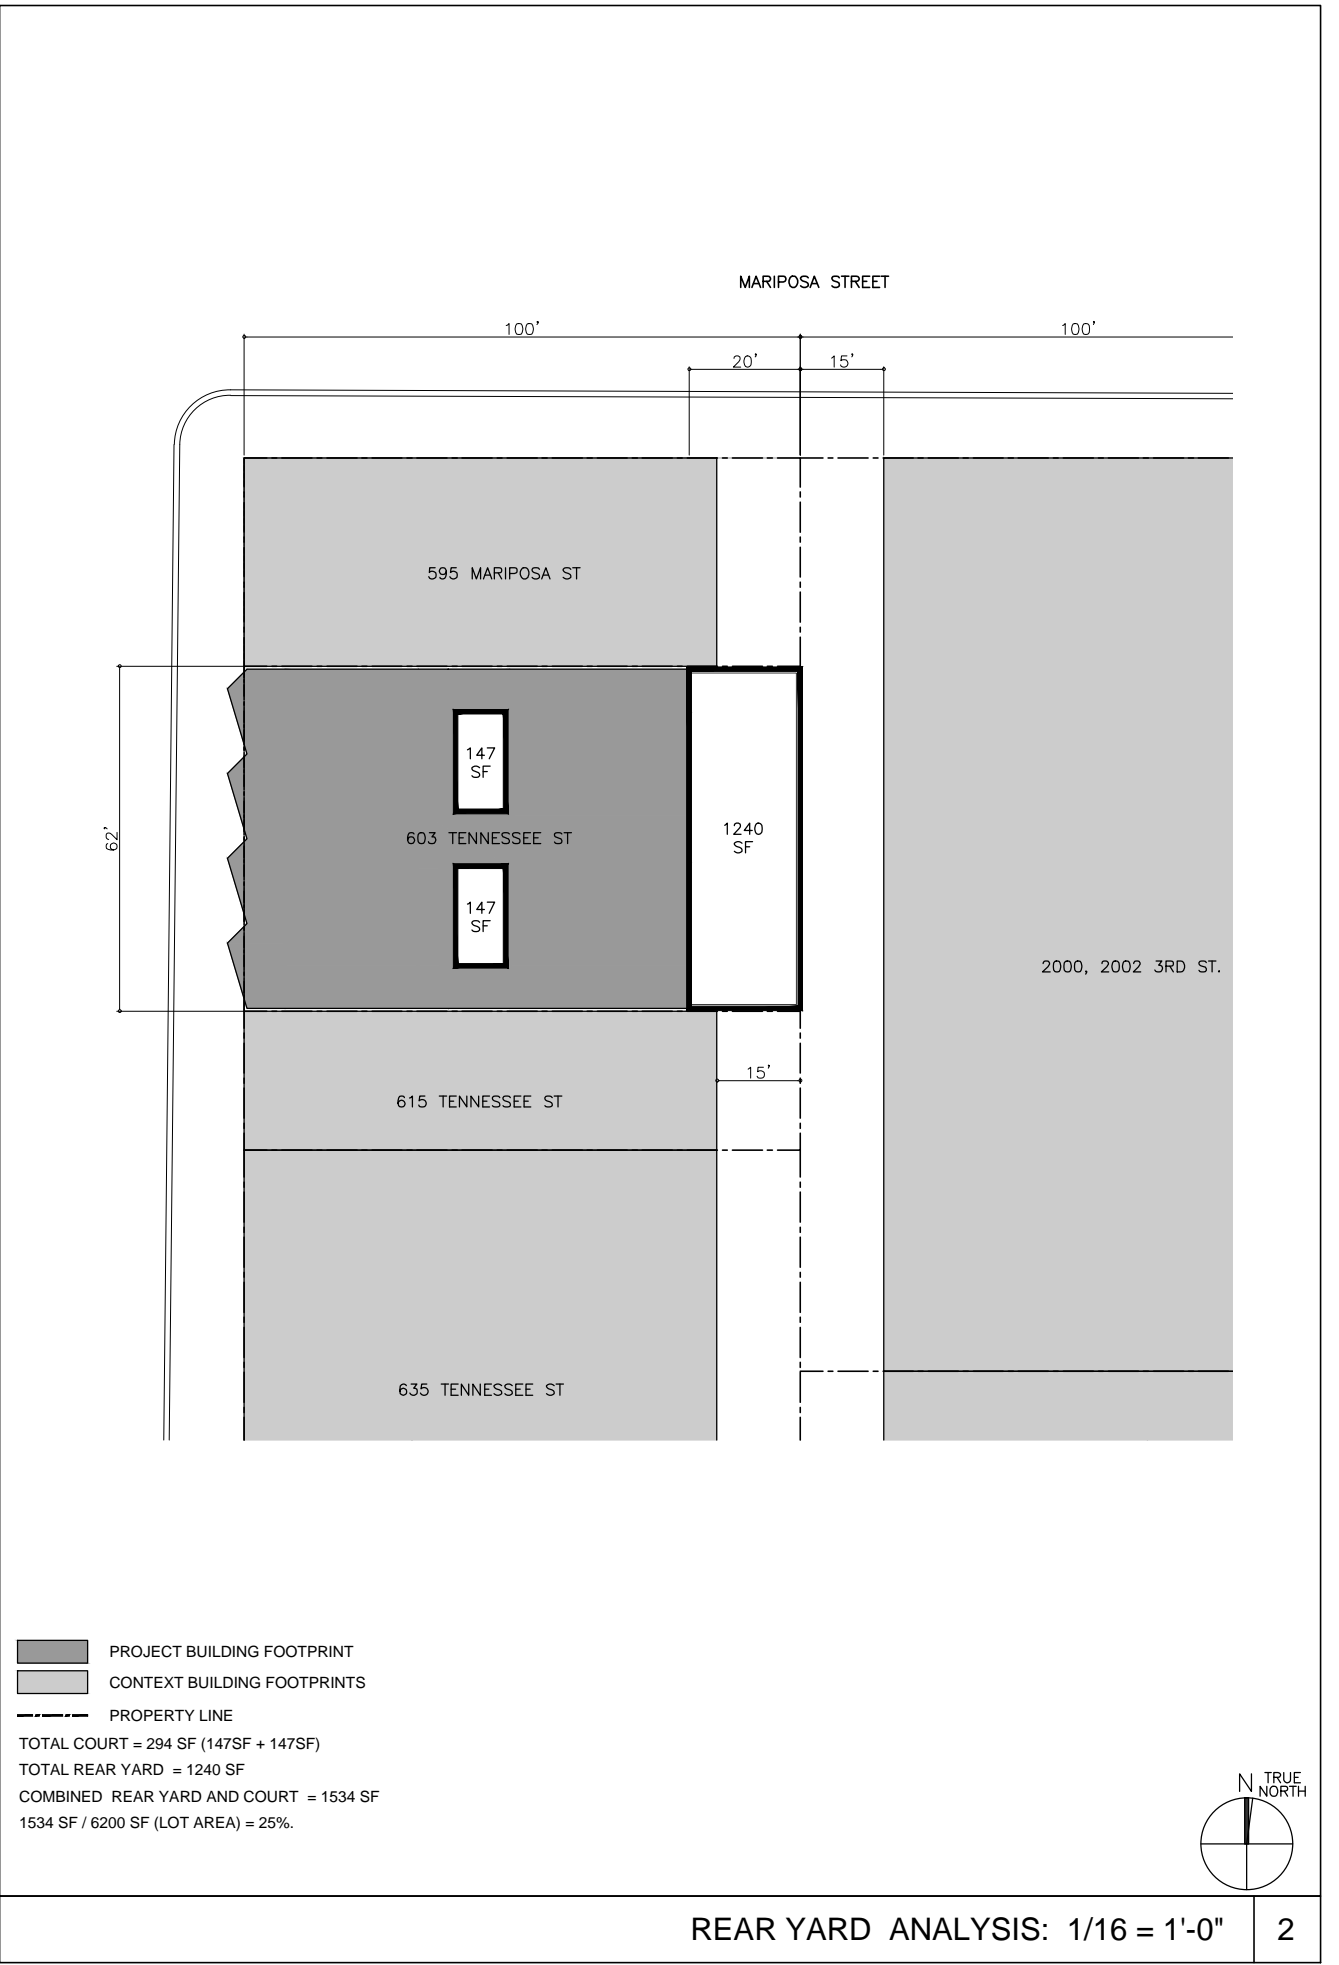 MARIPOSA STREET
100'
100'
20'
15'
595 MARIPOSA ST
147
SF
62'
603 TENNESSEE ST
1240
SF
147
SF
2000, 2002 3RD ST.
15'
615 TENNESSEE ST
635 TENNESSEE ST
PROJECT BUILDING FOOTPRINT
CONTEXT BUILDING FOOTPRINTS
PROPERTY LINE
TOTAL COURT = 294 SF (147SF + 147SF)
TOTAL REAR YARD = 1240 SF
COMBINED REAR YARD AND COURT = 1534 SF
1534 SF / 6200 SF (LOT AREA) = 25%.
N TRUE
NORTH
REAR YARD ANALYSIS: 1/16 = 1'-0" 2